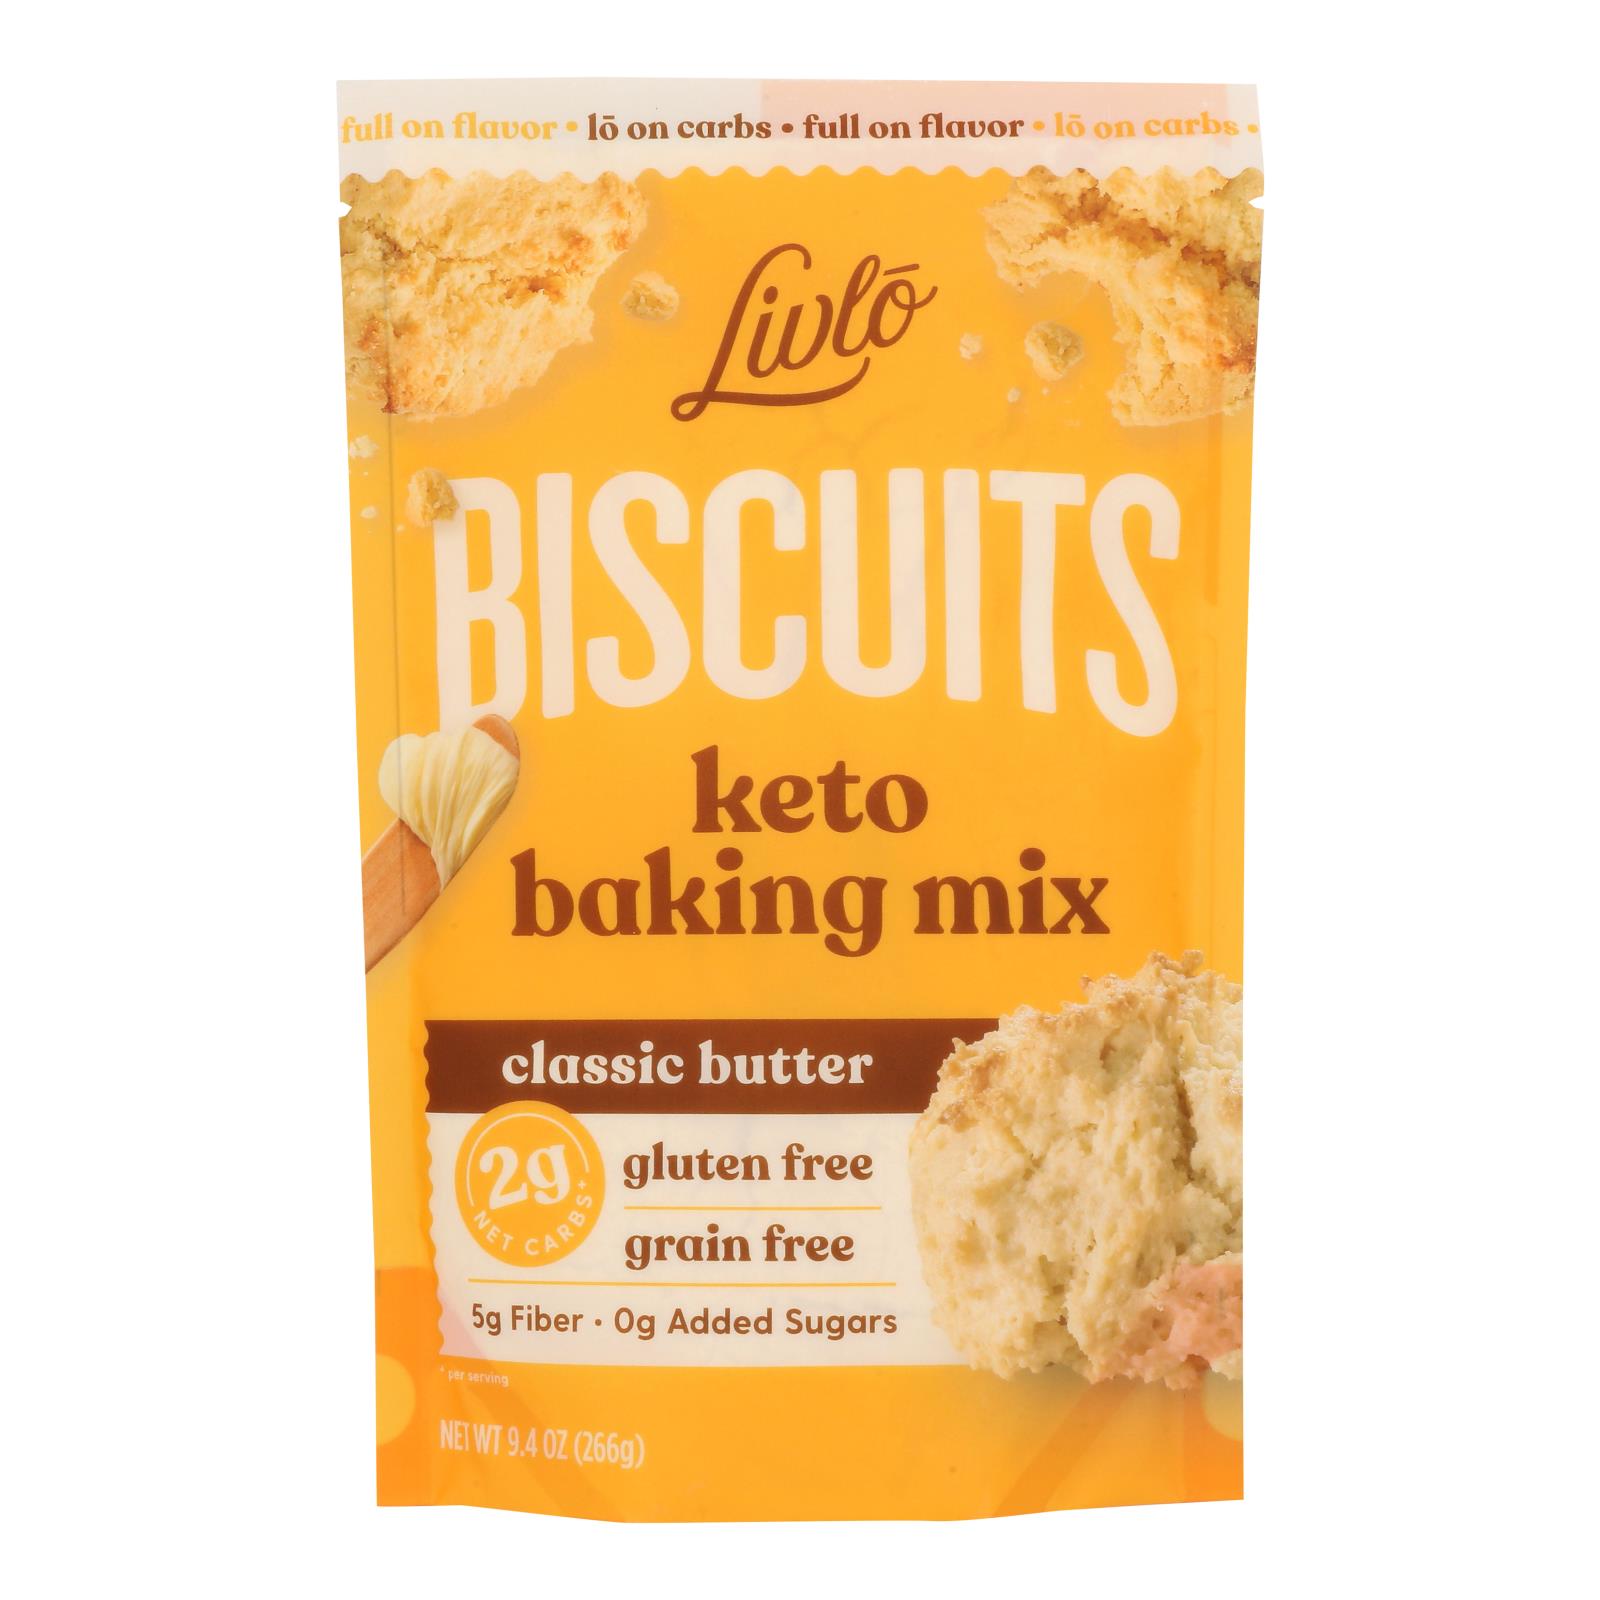 full on flavor • lō on carbs • full on flavor • lō on carbs •
Livlō
BISCUITS
keto
baking mix
classic butter
2g
NET CARBS+
gluten free
grain free
5g Fiber • 0g Added Sugars
+ per serving
NET WT 9.4 OZ (266g)